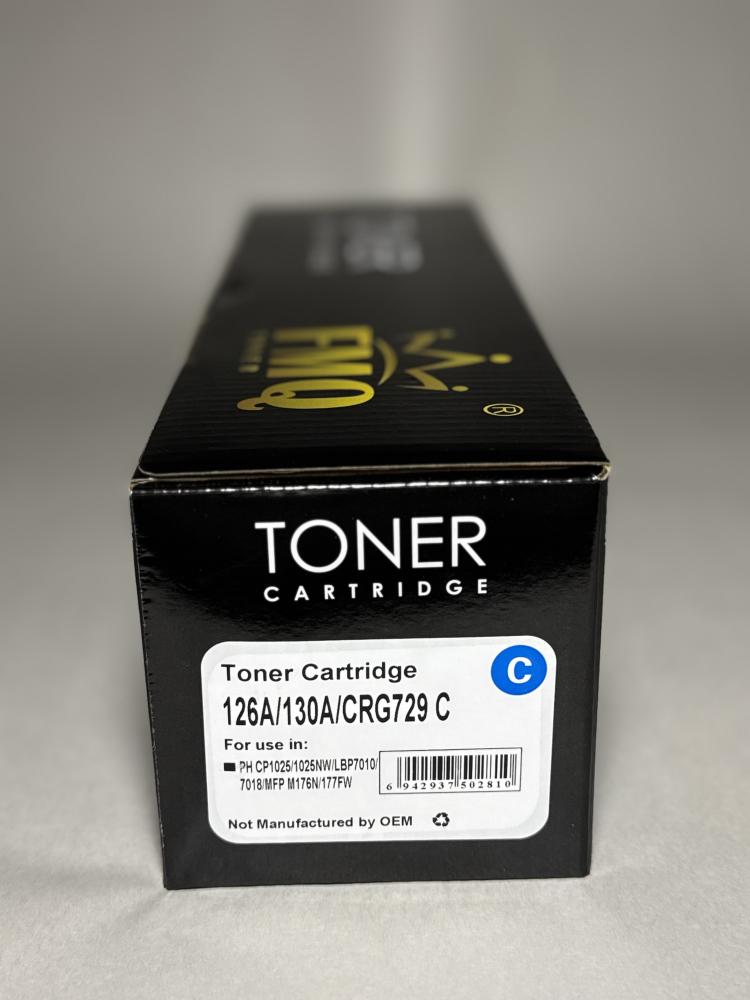 FMQ
TONER
®
TONER
CARTRIDGE
Toner Cartridge
C
126A/130A/CRG729 C
For use in:
PH CP1025/1025NW/LBP7010/
7018/MFP M176N/177FW
6 942937 502810
Not Manufactured by OEM